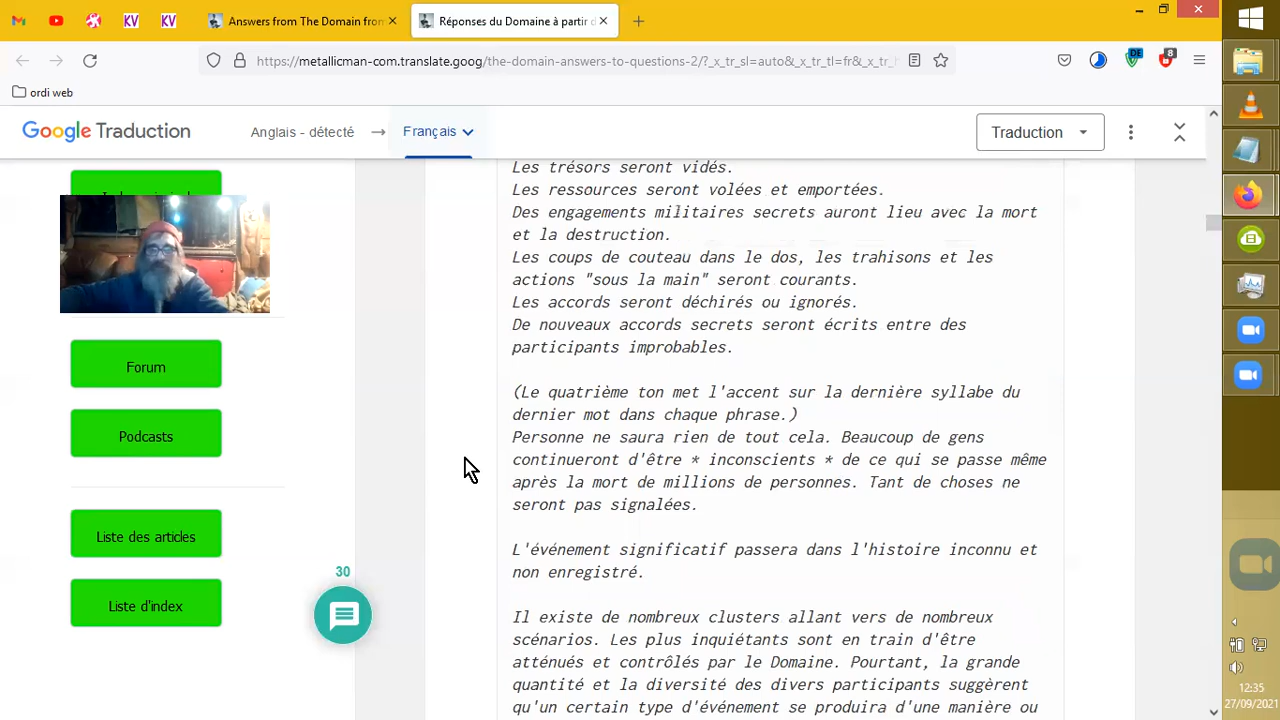 Answers from The Domain from
Réponses du Domaine à partir d
https://metallicman-com.translate.goog/the-domain-answers-to-questions-2/?_x_tr_sl=auto&_x_tr_tl=fr&_x_tr_
DE
8
ordi web
Google Traduction
Anglais - détecté
Français
Traduction
Les trésors seront vidés.
Les ressources seront volées et emportées.
Des engagements militaires secrets auront lieu avec la mort
et la destruction.
Les coups de couteau dans le dos, les trahisons et les
actions "sous la main" seront courants.
Les accords seront déchirés ou ignorés.
De nouveaux accords secrets seront écrits entre des
participants improbables.
(Le quatrième ton met l'accent sur la dernière syllabe du
dernier mot dans chaque phrase.)
Personne ne saura rien de tout cela. Beaucoup de gens
continueront d'être * inconscients * de ce qui se passe même
après la mort de millions de personnes. Tant de choses ne
seront pas signalées.
L'événement significatif passera dans l'histoire inconnu et
non enregistré.
Il existe de nombreux clusters allant vers de nombreux
scénarios. Les plus inquiétants sont en train d'être
atténués et contrôlés par le Domaine. Pourtant, la grande
quantité et la diversité des divers participants suggèrent
qu'un certain type d'événement se produira d'une manière ou
Forum
Podcasts
Liste des articles
Liste d'index
30
12:35
27/09/2021